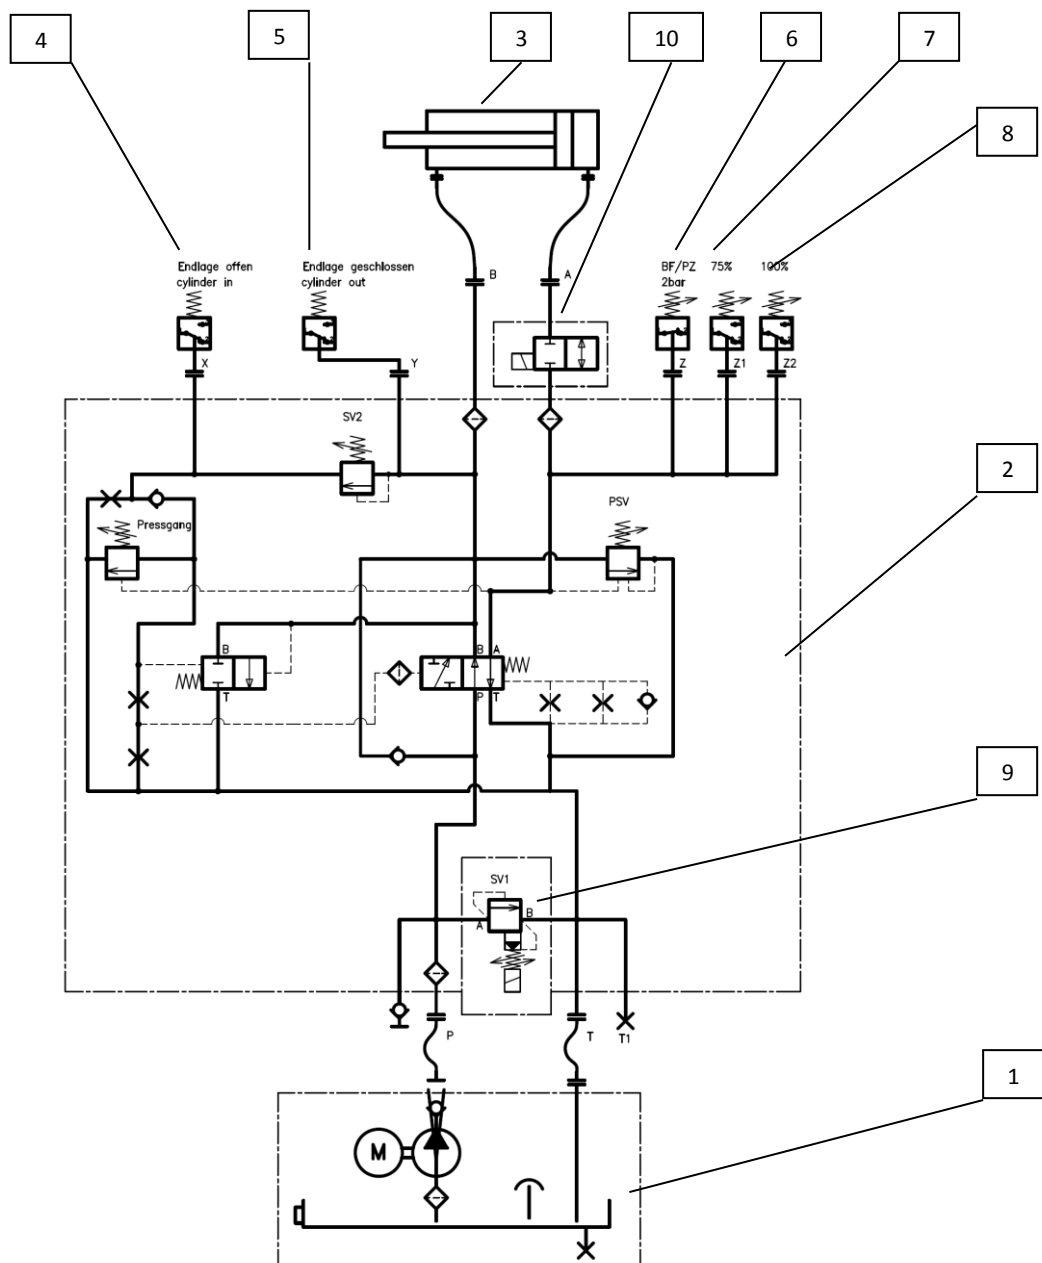 4
5
3
10
6
7
8
Endlage offen
cylinder in
Endlage geschlossen
cylinder out
B
A
BF/PZ
2bar
75%
100%
X
Y
Z
Z1
Z2
SV2
2
Pressgang
PSV
B
T
B A
P T
9
SV1
A
B
P
T
T1
1
M